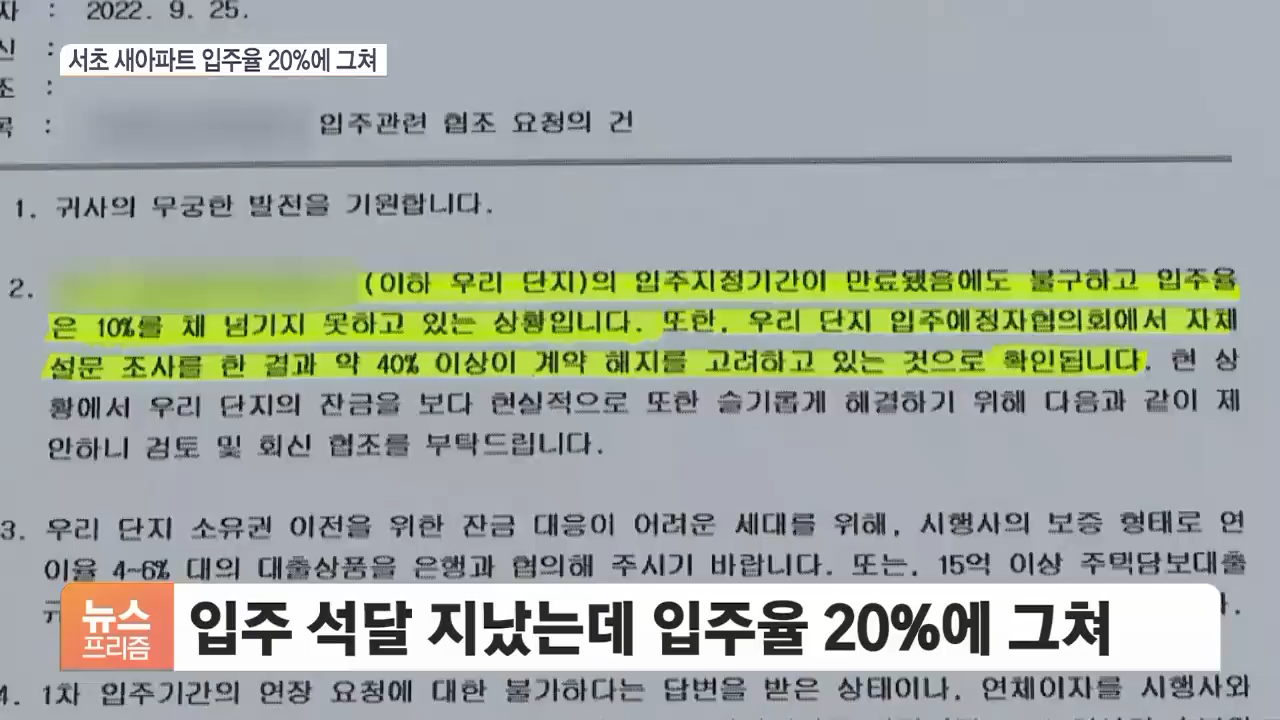 자 : 2022. 9. 25.
신 :
서초 새아파트 입주율 20%에 그쳐
조 :
목 : 입주관련 협조 요청의 건
1. 귀사의 무궁한 발전을 기원합니다.
2. (이하 우리 단지)의 입주지정기간이 만료됐음에도 불구하고 입주율
은 10%를 채 넘기지 못하고 있는 상황입니다. 또한, 우리 단지 입주예정자협의회에서 자체
설문 조사를 한 결과 약 40% 이상이 계약 해지를 고려하고 있는 것으로 확인됩니다. 현 상
황에서 우리 단지의 잔금을 보다 현실적으로 또한 슬기롭게 해결하기 위해 다음과 같이 제
안하니 검토 및 회신 협조를 부탁드립니다.
3. 우리 단지 소유권 이전을 위한 잔금 대응이 어려운 세대를 위해, 시행사의 보증 형태로 연
이율 4~6% 대의 대출상품을 은행과 협의해 주시기 바랍니다. 또는, 15억 이상 주택담보대출
뉴스
프리즘
입주 석달 지났는데 입주율 20%에 그쳐
4. 1차 입주기간의 연장 요청에 대한 불가하다는 답변을 받은 상태이나, 연체이자를 시행사와